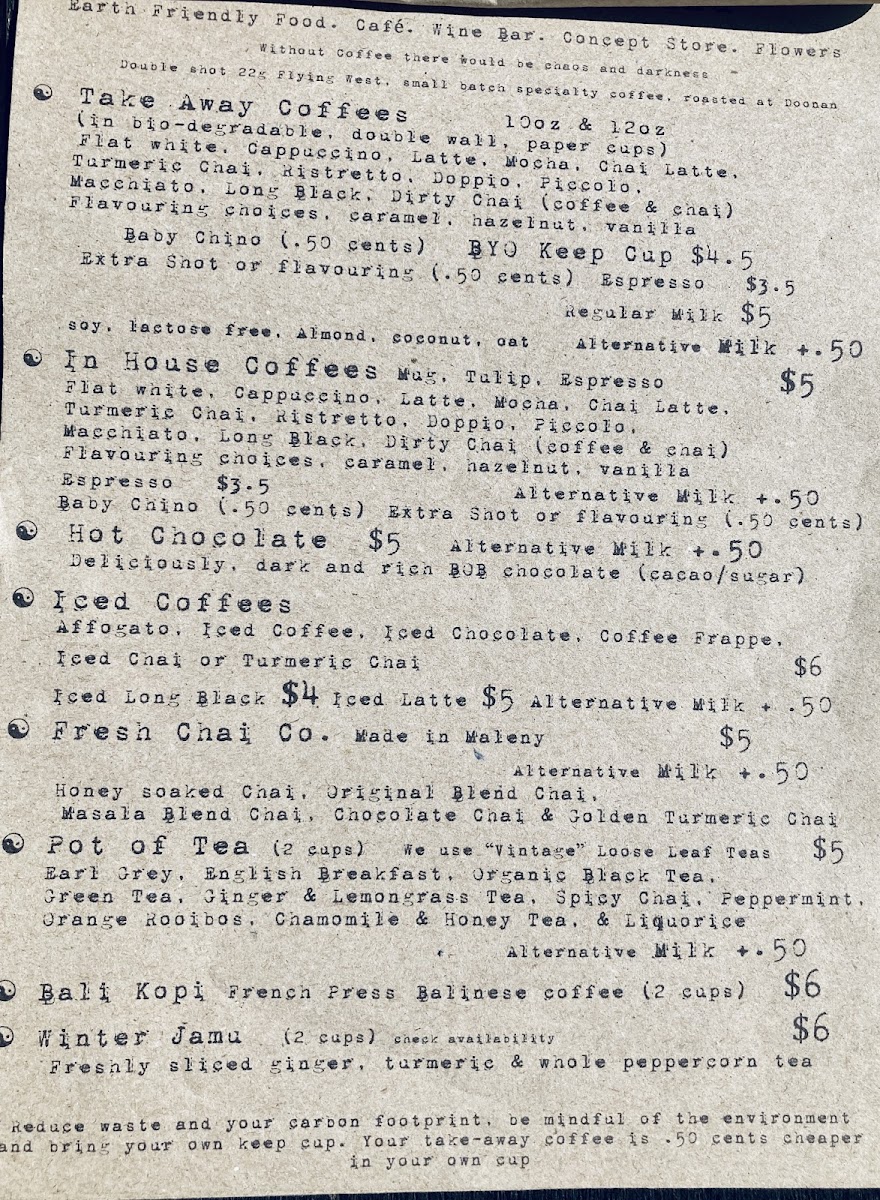 Earth Friendly Food. Café. Wine Bar. Concept Store. Flowers
Without Coffee there would be chaos and darkness -
Double shot 22g Flying West, small batch specialty coffee, roasted at Doonan
☯ Take Away Coffees 10oz & 12oz
(in bio-degradable, double wall, paper cups)
Flat white, Cappuccino, Latte, Mocha, Chai Latte,
Turmeric Chai, Ristretto, Doppio, Piccolo,
Macchiato, Long Black, Dirty Chai (coffee & chai)
Flavouring choices, caramel, hazelnut, vanilla
Baby Chino (.50 cents) BYO Keep Cup $4.5
Extra Shot or flavouring (.50 cents) Espresso $3.5
Regular Milk $5
soy, lactose free, Almond, coconut, oat Alternative Milk +.50
☯ In House Coffees Mug, Tulip, Espresso $5
Flat white, Cappuccino, Latte, Mocha, Chai Latte,
Turmeric Chai, Ristretto, Doppio, Piccolo,
Macchiato, Long Black, Dirty Chai (coffee & chai)
Flavouring choices, caramel, hazelnut, vanilla
Espresso $3.5 Alternative Milk +.50
Baby Chino (.50 cents) Extra Shot or flavouring (.50 cents)
☯ Hot Chocolate $5 Alternative Milk +.50
Deliciously, dark and rich BOB chocolate (cacao/sugar)
☯ Iced Coffees
Affogato, Iced Coffee, Iced Chocolate, Coffee Frappe,
Iced Chai or Turmeric Chai $6
Iced Long Black $4 Iced Latte $5 Alternative Milk + .50
☯ Fresh Chai Co. Made in Maleny $5
Alternative Milk +.50
Honey soaked Chai, Original Blend Chai,
Masala Blend Chai, Chocolate Chai & Golden Turmeric Chai
☯ Pot of Tea (2 cups) We use "Vintage" Loose Leaf Teas $5
Earl Grey, English Breakfast, Organic Black Tea,
Green Tea, Ginger & Lemongrass Tea, Spicy Chai, Peppermint,
Orange Rooibos, Chamomile & Honey Tea, & Liquorice
Alternative Milk +.50
☯ Bali Kopi French Press Balinese coffee (2 cups) $6
☯ Winter Jamu (2 cups) check availability $6
Freshly sliced ginger, turmeric & whole peppercorn tea
Reduce waste and your carbon footprint, be mindful of the environment
and bring your own keep cup. Your take-away coffee is .50 cents cheaper
in your own cup